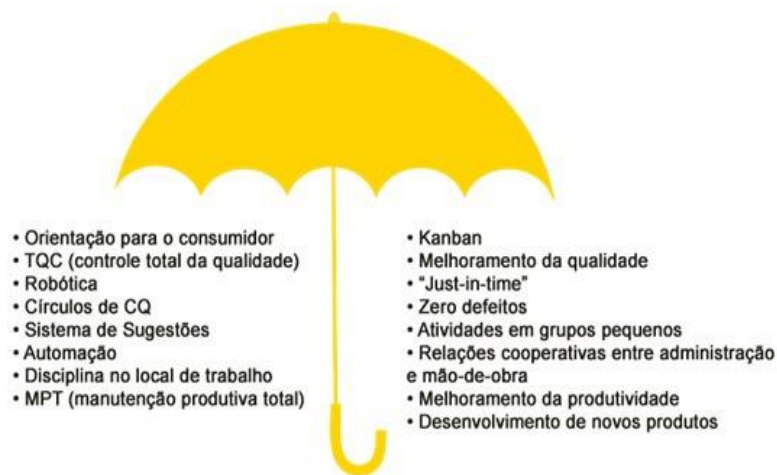 • Orientação para o consumidor
• TQC (controle total da qualidade)
• Robótica
• Círculos de CQ
• Sistema de Sugestões
• Automação
• Disciplina no local de trabalho
• MPT (manutenção produtiva total)
• Kanban
• Melhoramento da qualidade
• “Just-in-time”
• Zero defeitos
• Atividades em grupos pequenos
• Relações cooperativas entre administração
e mão-de-obra
• Melhoramento da produtividade
• Desenvolvimento de novos produtos